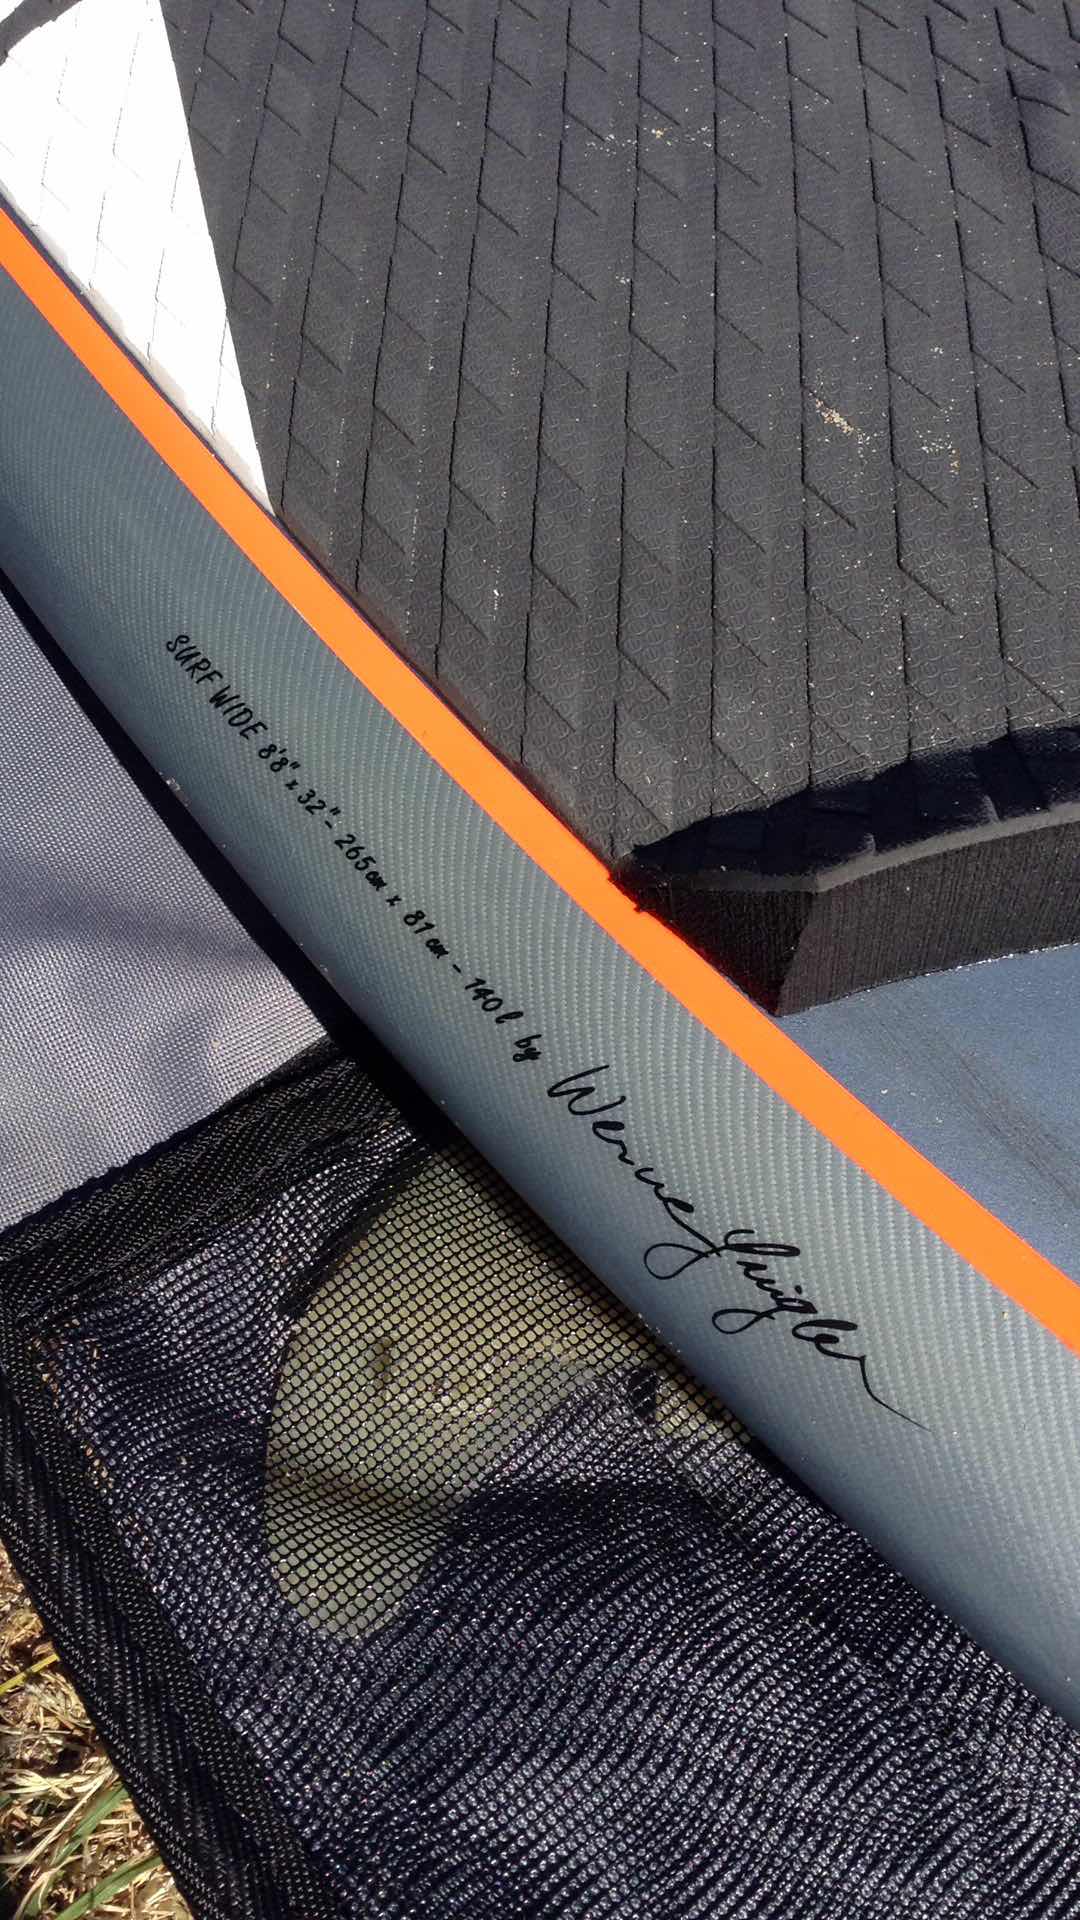 SURF WIDE 8'8" x 32" - 265 cm x 81 cm - 140 l by Werner Gnigler